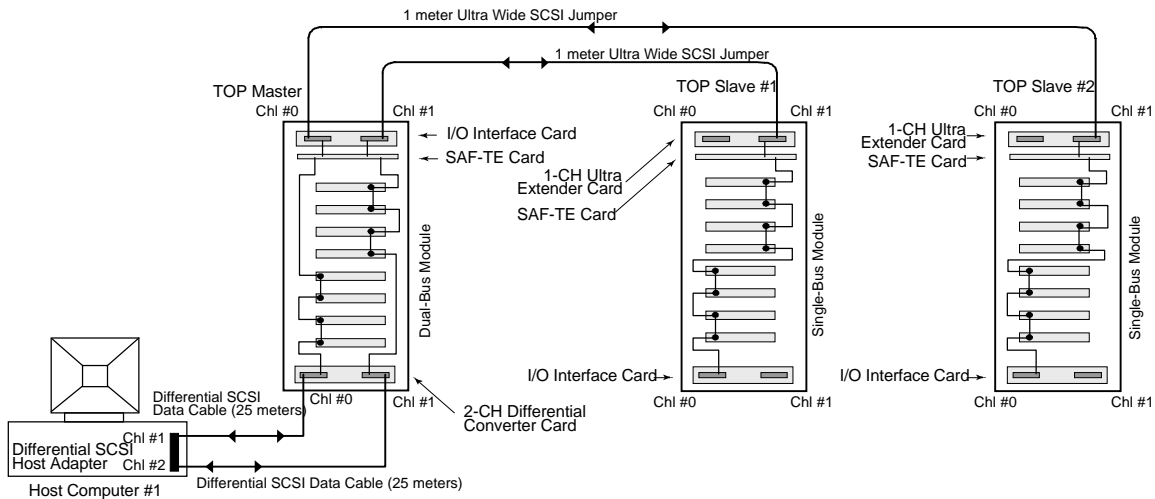 1 meter Ultra Wide SCSI Jumper
1 meter Ultra Wide SCSI Jumper
TOP Master
Chl #0
Chl #1
I/O Interface Card
SAF-TE Card
Dual-Bus Module
Chl #0
Chl #1
2-CH Differential
Converter Card
TOP Slave #1
Chl #0
Chl #1
1-CH Ultra
Extender Card
SAF-TE Card
Single-Bus Module
I/O Interface Card
Chl #0
Chl #1
TOP Slave #2
Chl #0
Chl #1
1-CH Ultra
Extender Card
SAF-TE Card
Single-Bus Module
I/O Interface Card
Chl #0
Chl #1
Differential SCSI
Data Cable (25 meters)
Chl #1
Differential SCSI
Host Adapter
Chl #2
Differential SCSI Data Cable (25 meters)
Host Computer #1